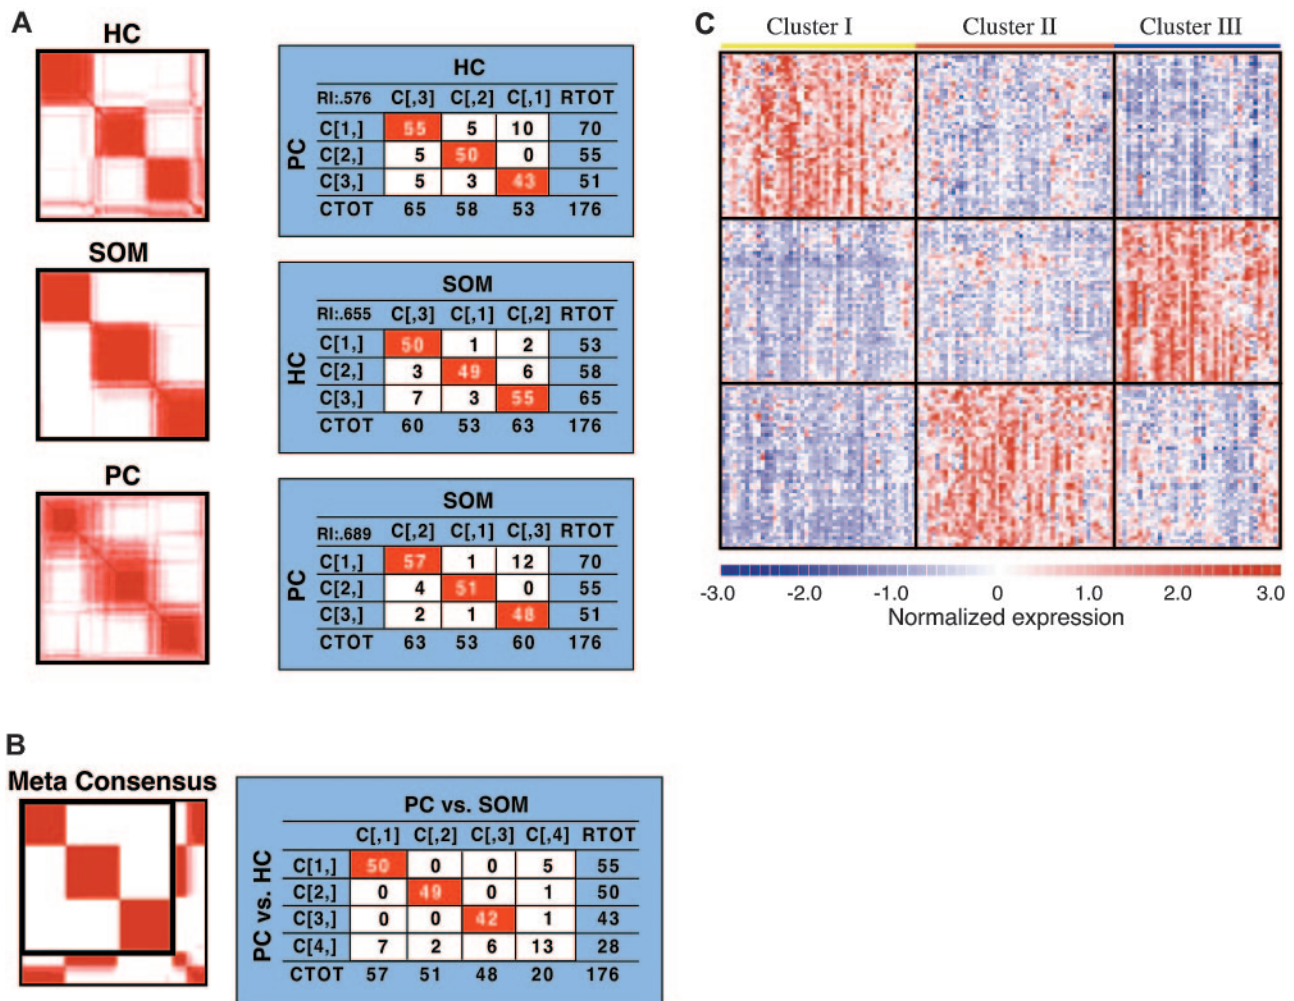 A
HC
HC
RI:.576 C[,3] C[,2] C[,1] RTOT
PC
C[1,] 55 5 10 70
C[2,] 5 50 0 55
C[3,] 5 3 43 51
CTOT 65 58 53 176
SOM
SOM
RI:.655 C[,3] C[,1] C[,2] RTOT
HC
C[1,] 50 1 2 53
C[2,] 3 49 6 58
C[3,] 7 3 55 65
CTOT 60 53 63 176
PC
SOM
RI:.689 C[,2] C[,1] C[,3] RTOT
PC
C[1,] 57 1 12 70
C[2,] 4 51 0 55
C[3,] 2 1 48 51
CTOT 63 53 60 176
B
Meta Consensus
PC vs. SOM
C[,1] C[,2] C[,3] C[,4] RTOT
PC vs. HC
C[1,] 50 0 0 5 55
C[2,] 0 49 0 1 50
C[3,] 0 0 42 1 43
C[4,] 7 2 6 13 28
CTOT 57 51 48 20 176
C
Cluster I Cluster II Cluster III
-3.0 -2.0 -1.0 0 1.0 2.0 3.0
Normalized expression